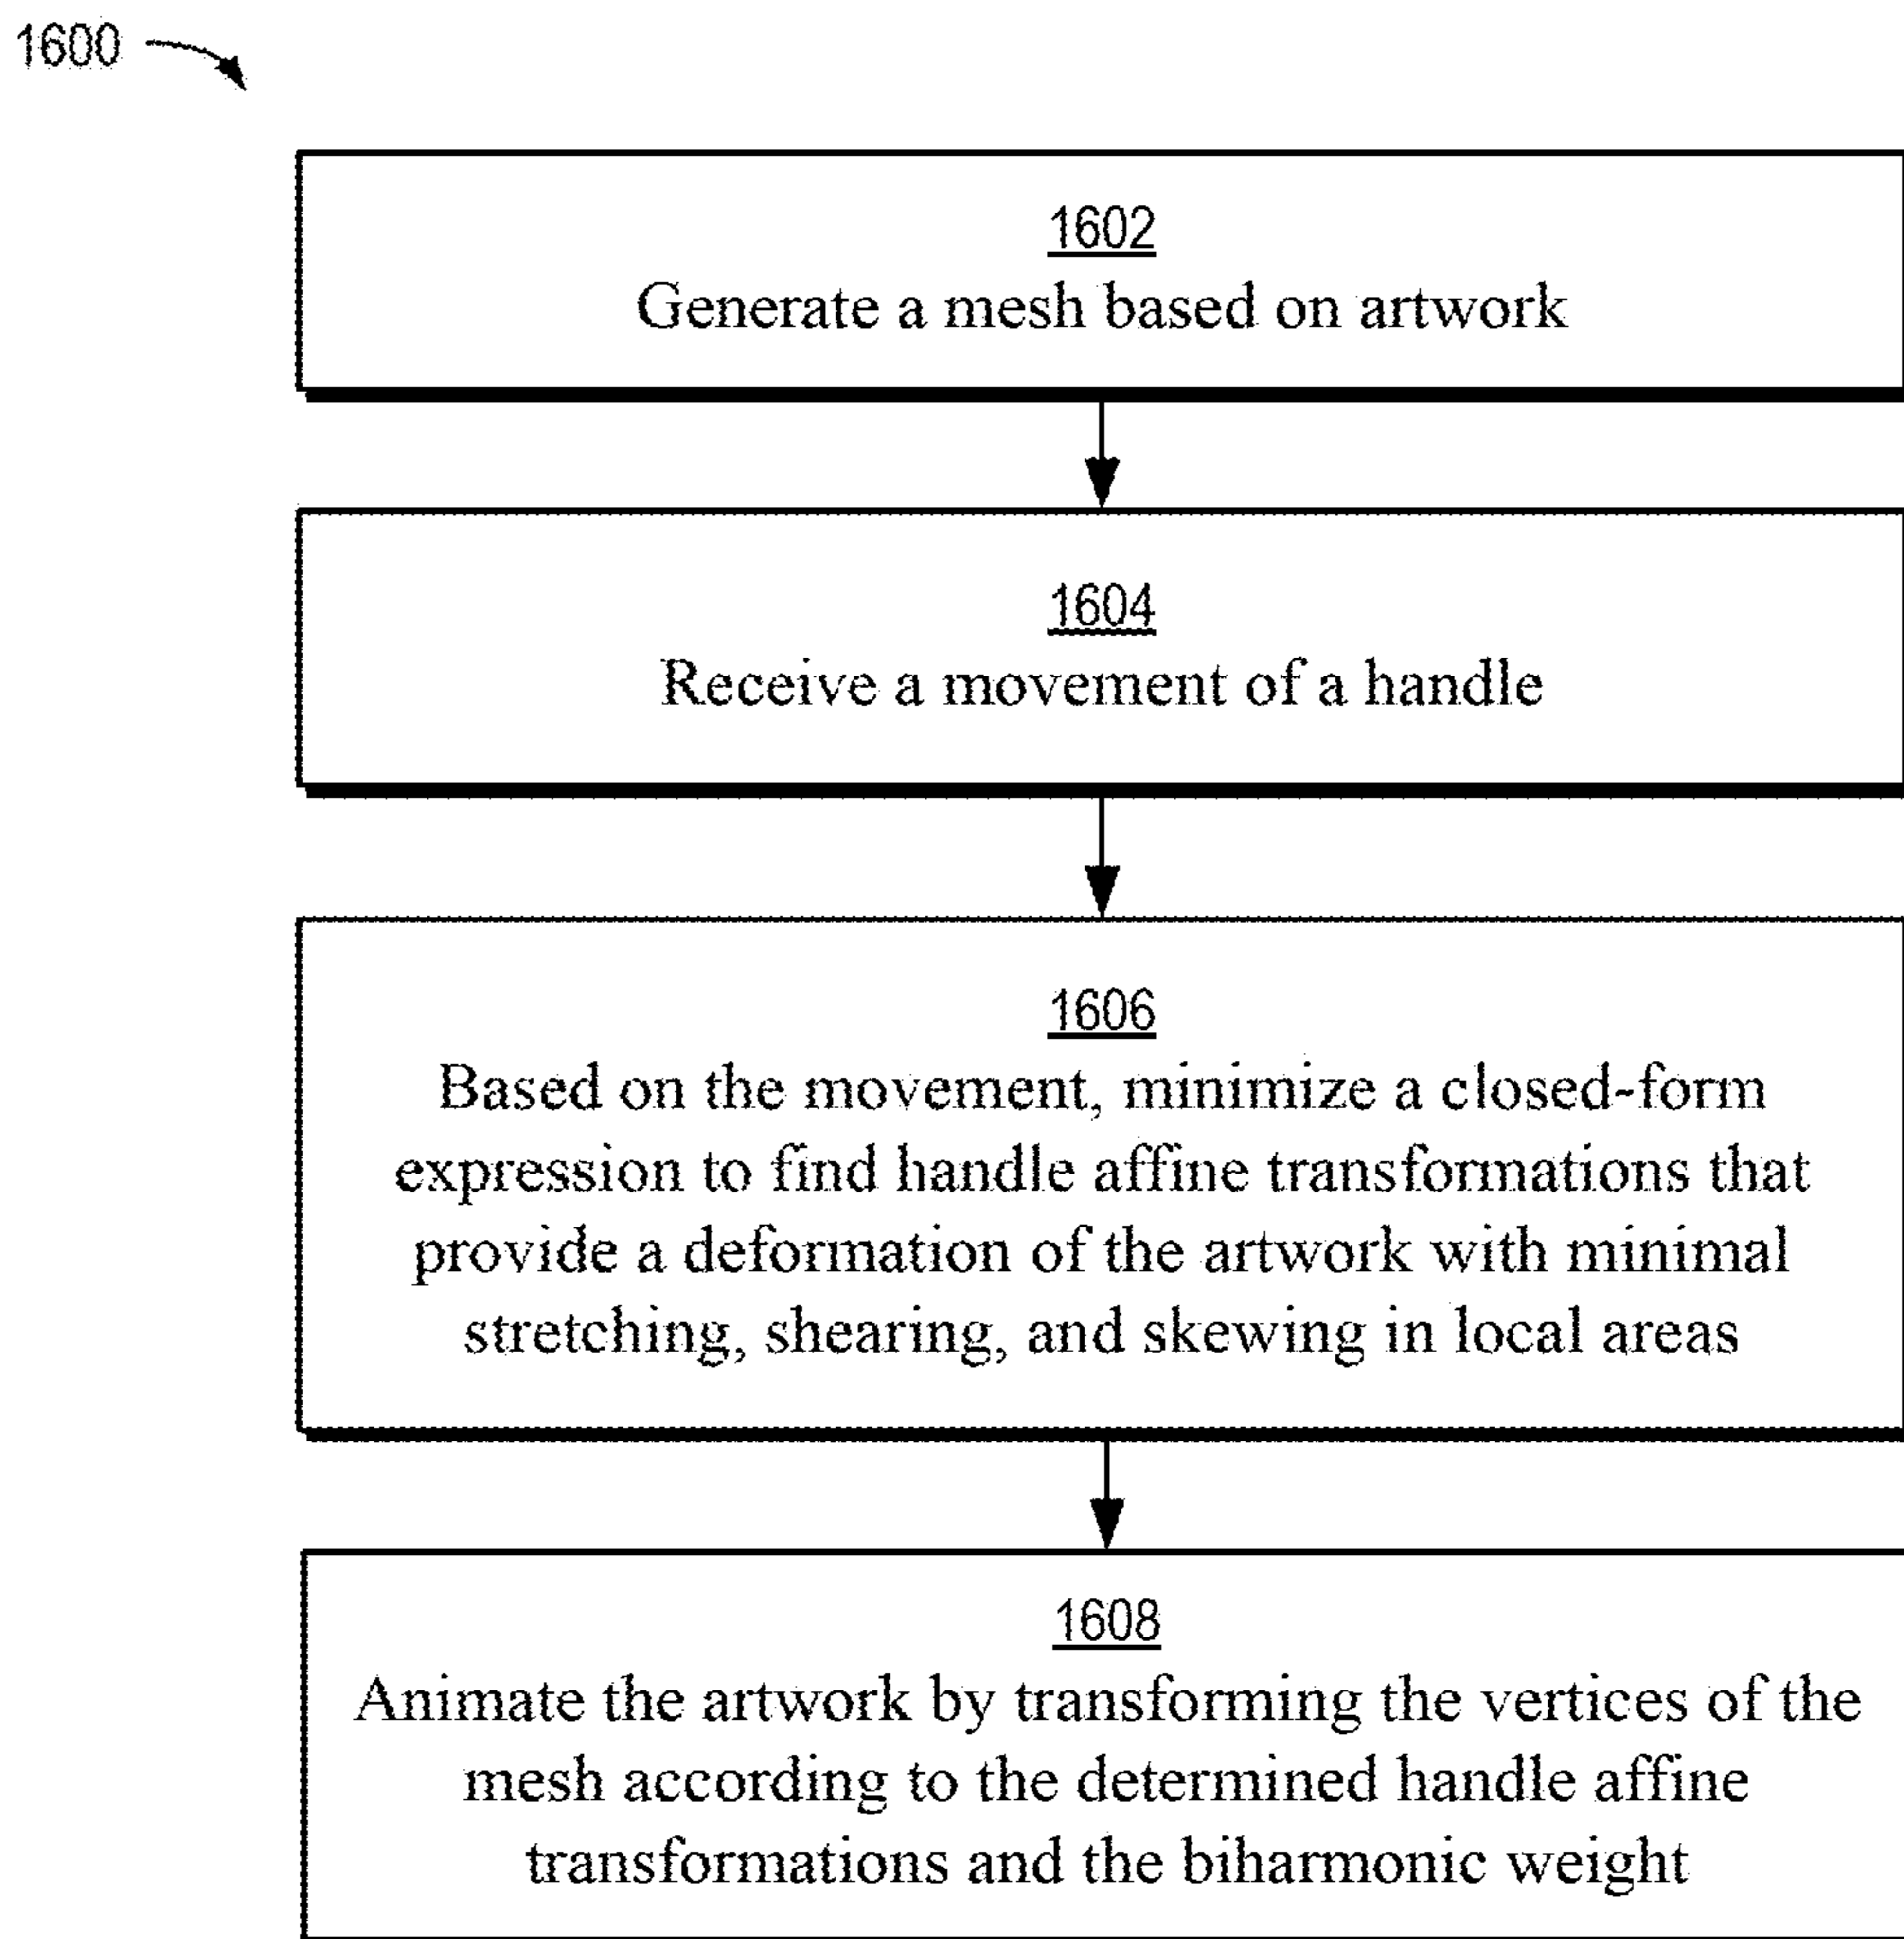 1600
1602
Generate a mesh based on artwork
1604
Receive a movement of a handle
1606
Based on the movement, minimize a closed-form
expression to find handle affine transformations that
provide a deformation of the artwork with minimal
stretching, shearing, and skewing in local areas
1608
Animate the artwork by transforming the vertices of the
mesh according to the determined handle affine
transformations and the biharmonic weight